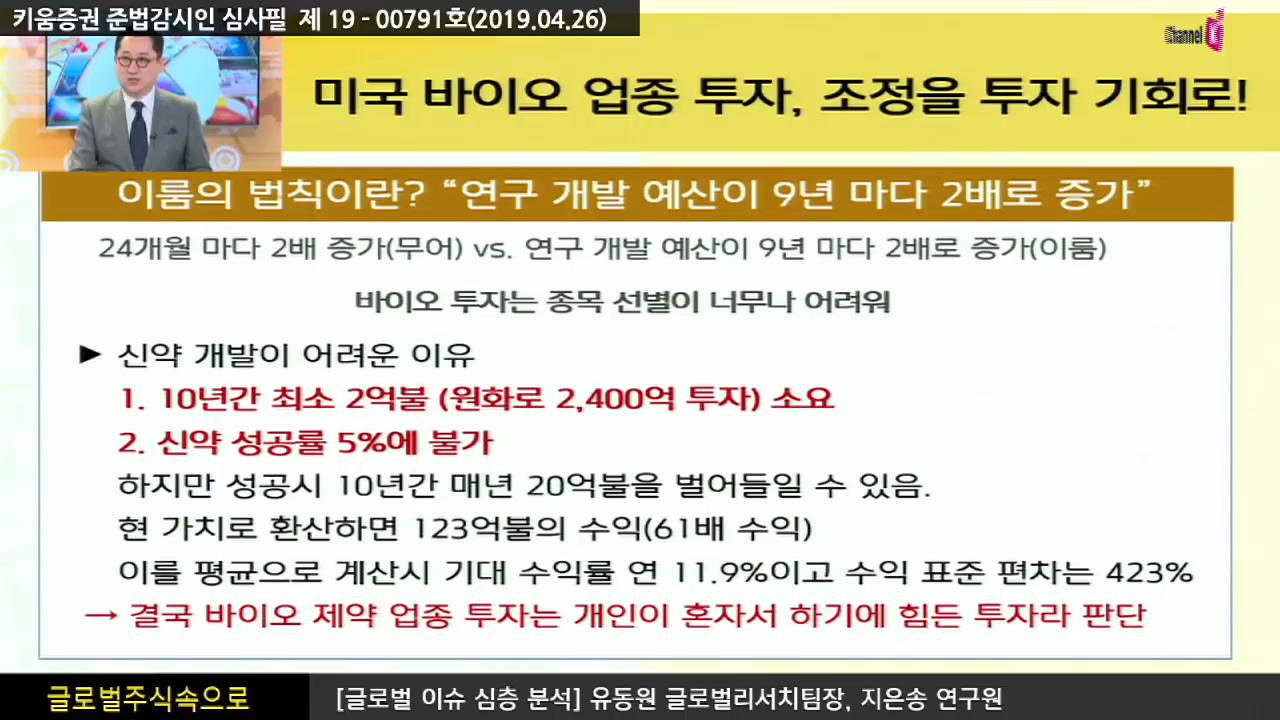 키움증권 준법감시인 심사필 제 19 - 00791호(2019.04.26)
Channel d
미국 바이오 업종 투자, 조정을 투자 기회로!
이룸의 법칙이란? “연구 개발 예산이 9년 마다 2배로 증가”
24개월 마다 2배 증가(무어) vs. 연구 개발 예산이 9년 마다 2배로 증가(이룸)
바이오 투자는 종목 선별이 너무나 어려워
► 신약 개발이 어려운 이유
1. 10년간 최소 2억불 (원화로 2,400억 투자) 소요
2. 신약 성공률 5%에 불가
하지만 성공시 10년간 매년 20억불을 벌어들일 수 있음.
현 가치로 환산하면 123억불의 수익(61배 수익)
이를 평균으로 계산시 기대 수익률 연 11.9%이고 수익 표준 편차는 423%
→ 결국 바이오 제약 업종 투자는 개인이 혼자서 하기에 힘든 투자라 판단
글로벌주식속으로
[글로벌 이슈 심층 분석] 유동원 글로벌리서치팀장, 지은송 연구원